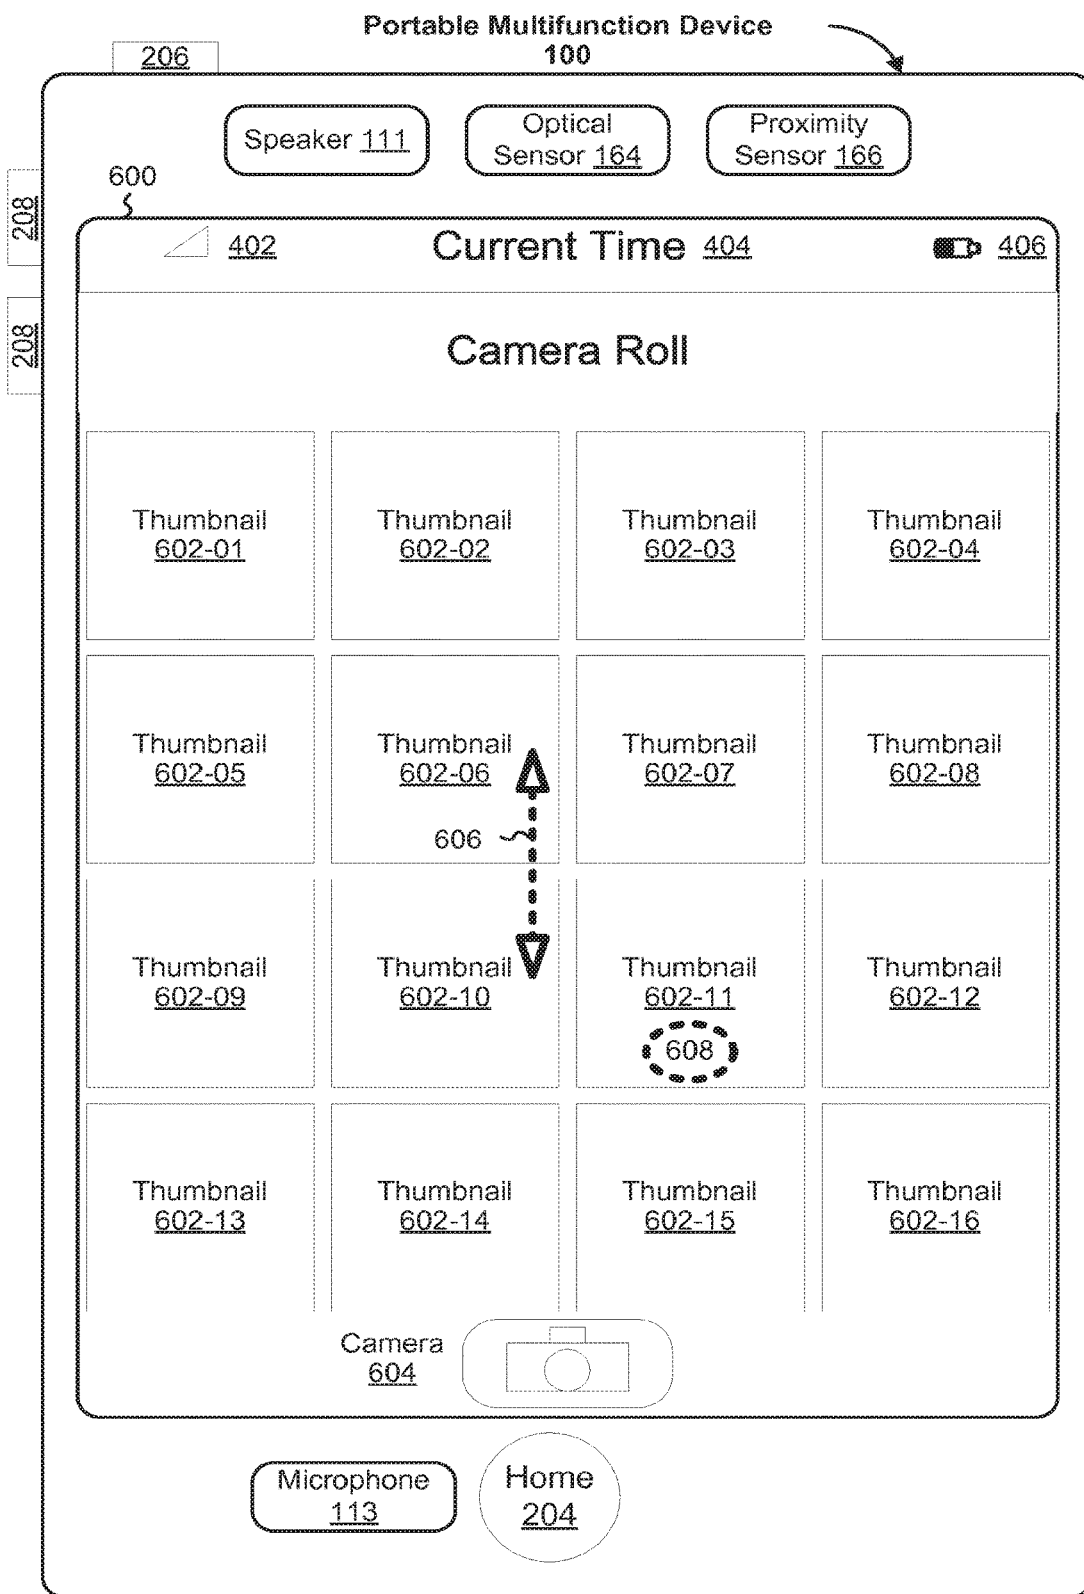 Portable Multifunction Device
100
206
Speaker 111
Optical
Sensor 164
Proximity
Sensor 166
600
208
208
402
Current Time 404
406
Camera Roll
Thumbnail
602-01
Thumbnail
602-02
Thumbnail
602-03
Thumbnail
602-04
Thumbnail
602-05
Thumbnail
602-06
Thumbnail
602-07
Thumbnail
602-08
606
Thumbnail
602-09
Thumbnail
602-10
Thumbnail
602-11
Thumbnail
602-12
608
Thumbnail
602-13
Thumbnail
602-14
Thumbnail
602-15
Thumbnail
602-16
Camera
604
Microphone
113
Home
204